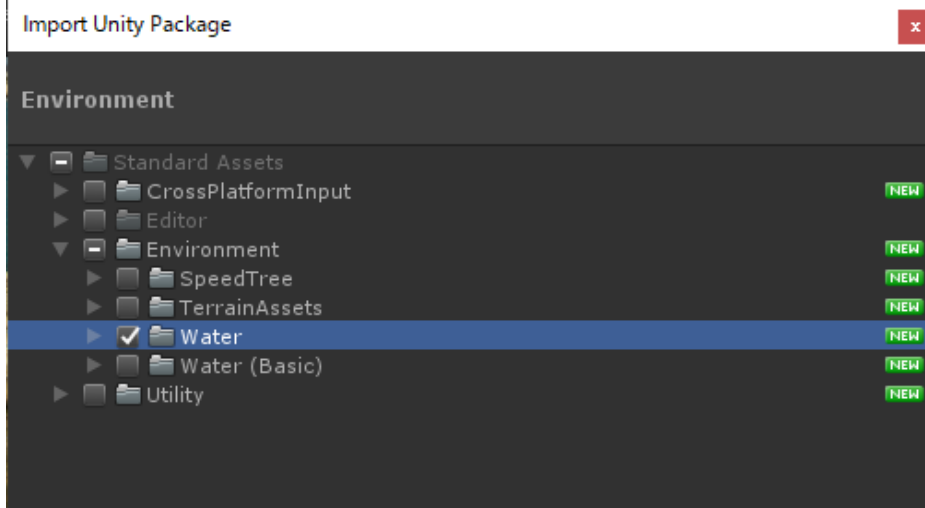 Import Unity Package
x
Environment
Standard Assets
CrossPlatformInput NEW
Editor
Environment NEW
SpeedTree NEW
TerrainAssets NEW
Water NEW
Water (Basic) NEW
Utility NEW